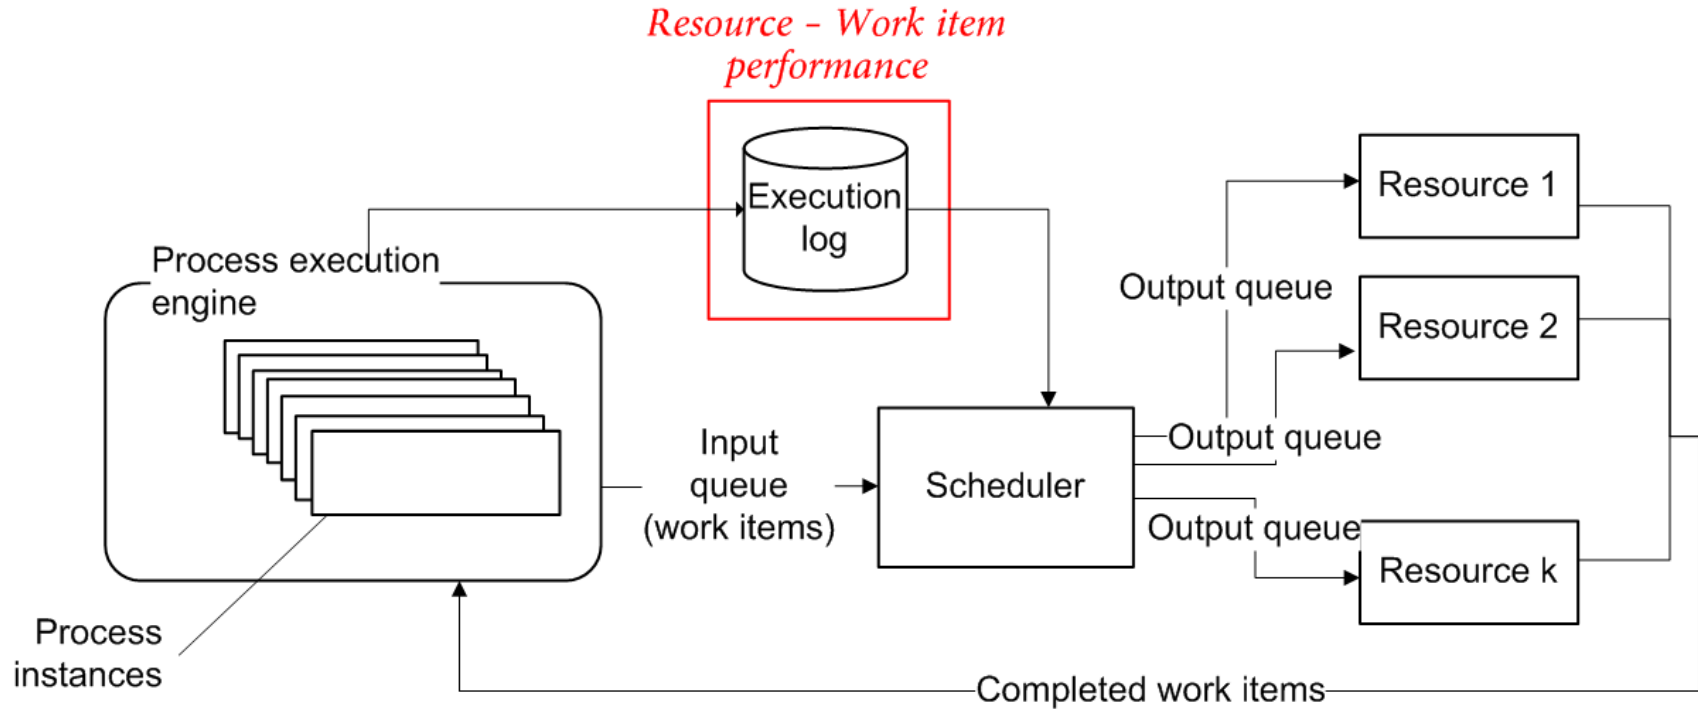 Resource – Work item
performance
Execution
log
Process execution
engine
Input
queue
(work items)
Scheduler
Output queue
Output queue
Output queue
Resource 1
Resource 2
Resource k
Process
instances
Completed work items